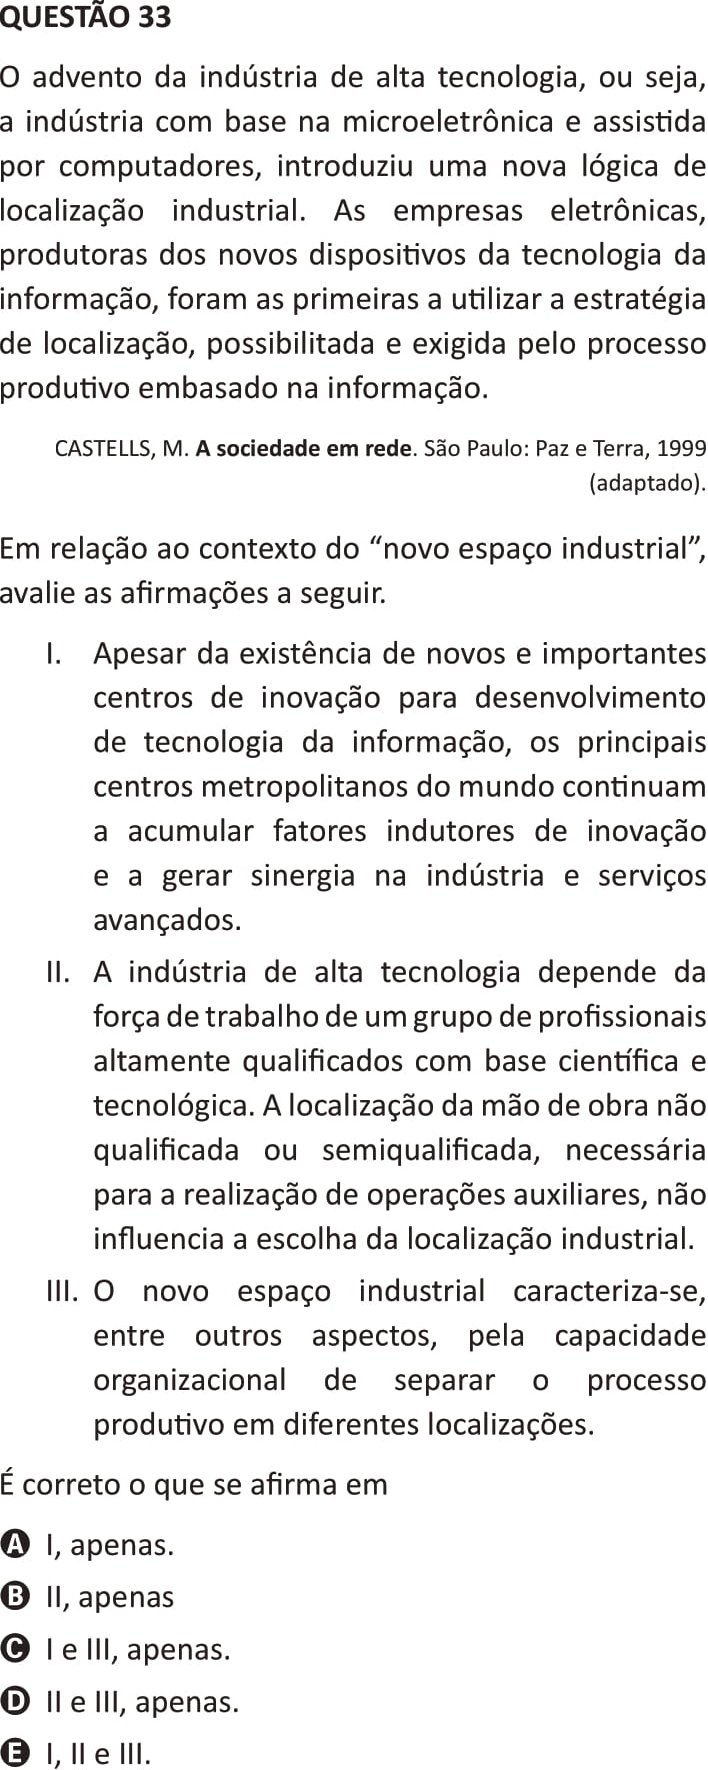 QUESTÃO 33
O advento da indústria de alta tecnologia, ou seja,
a indústria com base na microeletrônica e assistida
por computadores, introduziu uma nova lógica de
localização industrial. As empresas eletrônicas,
produtoras dos novos dispositivos da tecnologia da
informação, foram as primeiras a utilizar a estratégia
de localização, possibilitada e exigida pelo processo
produtivo embasado na informação.
CASTELLS, M. A sociedade em rede. São Paulo: Paz e Terra, 1999
(adaptado).
Em relação ao contexto do “novo espaço industrial”,
avalie as afirmações a seguir.
I. Apesar da existência de novos e importantes
centros de inovação para desenvolvimento
de tecnologia da informação, os principais
centros metropolitanos do mundo continuam
a acumular fatores indutores de inovação
e a gerar sinergia na indústria e serviços
avançados.
II. A indústria de alta tecnologia depende da
força de trabalho de um grupo de profissionais
altamente qualificados com base científica e
tecnológica. A localização da mão de obra não
qualificada ou semiqualificada, necessária
para a realização de operações auxiliares, não
influencia a escolha da localização industrial.
III. O novo espaço industrial caracteriza-se,
entre outros aspectos, pela capacidade
organizacional de separar o processo
produtivo em diferentes localizações.
É correto o que se afirma em
A I, apenas.
B II, apenas
C I e III, apenas.
D II e III, apenas.
E I, II e III.